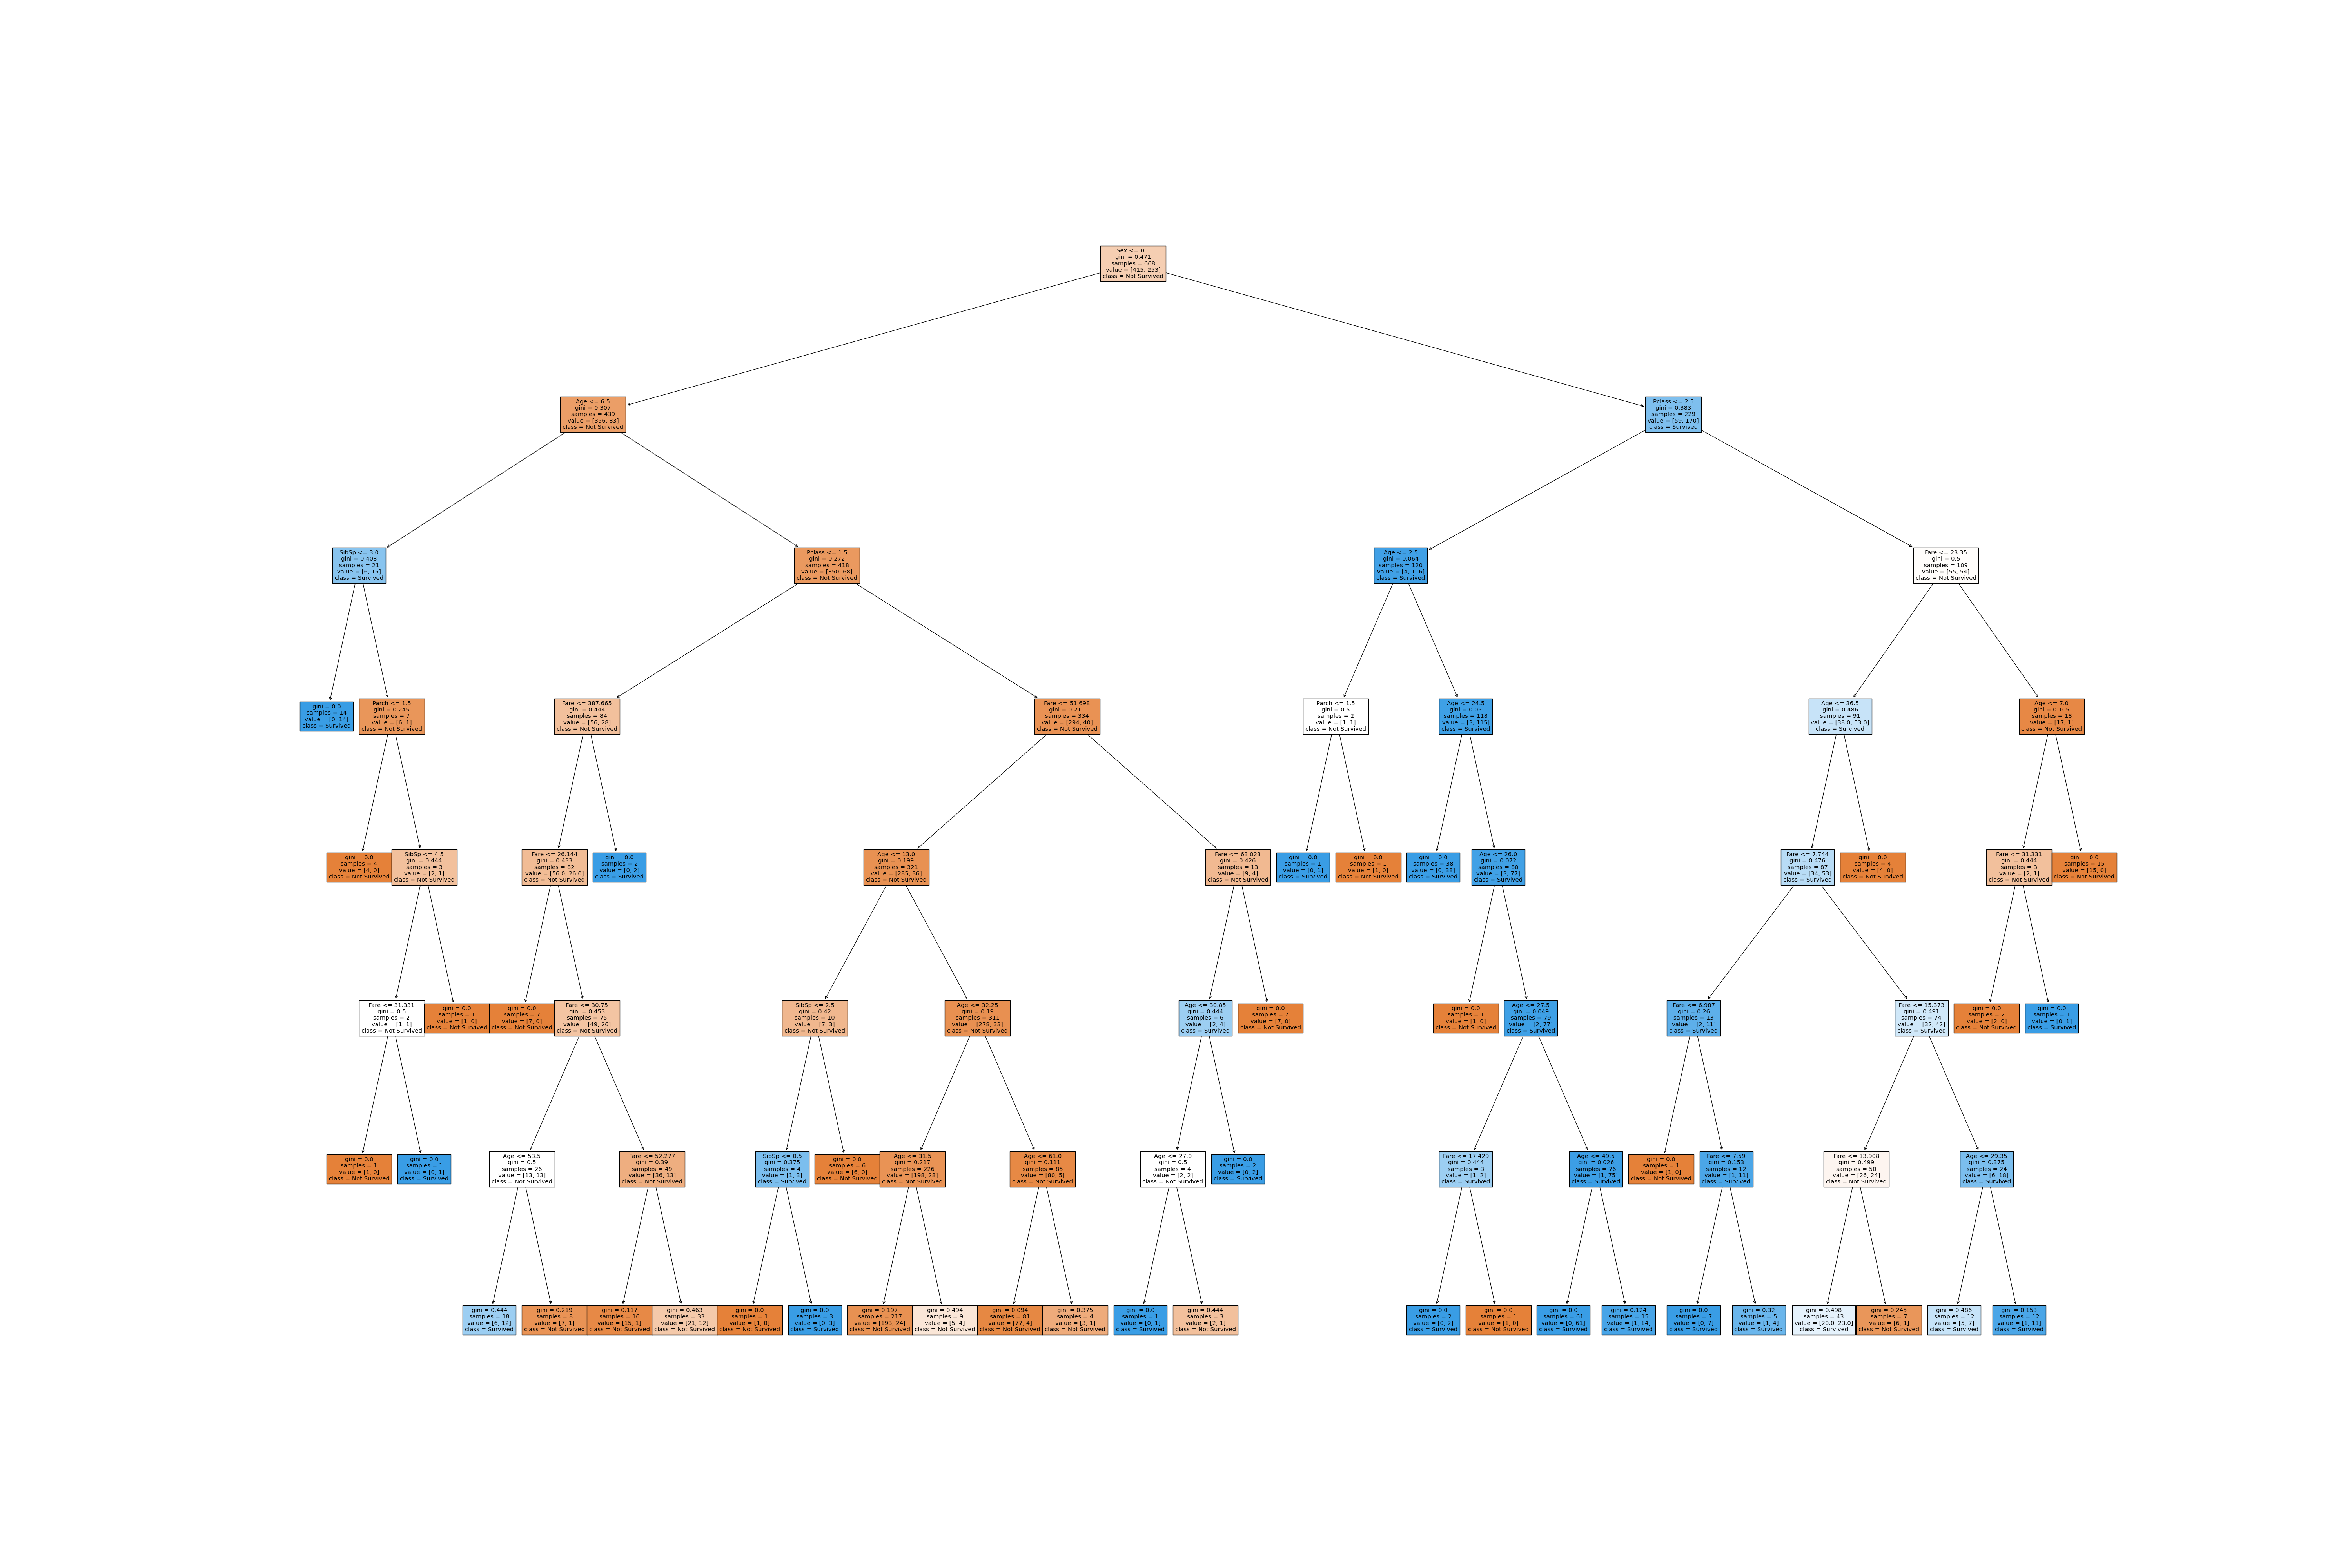 Sex <= 0.5
gini = 0.471
samples = 668
value = [415, 253]
class = Not Survived
Age <= 6.5
gini = 0.307
samples = 439
value = [356, 83]
class = Not Survived
Pclass <= 2.5
gini = 0.383
samples = 229
value = [59, 170]
class = Survived
SibSp <= 3.0
gini = 0.408
samples = 21
value = [6, 15]
class = Survived
Pclass <= 1.5
gini = 0.272
samples = 418
value = [350, 68]
class = Not Survived
Age <= 2.5
gini = 0.064
samples = 120
value = [4, 116]
class = Survived
Fare <= 23.35
gini = 0.5
samples = 109
value = [55, 54]
class = Not Survived
gini = 0.0
samples = 14
value = [0, 14]
class = Survived
Parch <= 1.5
gini = 0.245
samples = 7
value = [6, 1]
class = Not Survived
Fare <= 387.665
gini = 0.444
samples = 84
value = [56, 28]
class = Not Survived
Fare <= 51.698
gini = 0.211
samples = 334
value = [294, 40]
class = Not Survived
Parch <= 1.5
gini = 0.5
samples = 2
value = [1, 1]
class = Not Survived
Age <= 24.5
gini = 0.05
samples = 118
value = [3, 115]
class = Survived
Age <= 36.5
gini = 0.486
samples = 91
value = [38.0, 53.0]
class = Survived
Age <= 7.0
gini = 0.105
samples = 18
value = [17, 1]
class = Not Survived
gini = 0.0
samples = 4
value = [4, 0]
class = Not Survived
SibSp <= 4.5
gini = 0.444
samples = 3
value = [2, 1]
class = Not Survived
Fare <= 26.144
gini = 0.433
samples = 82
value = [56.0, 26.0]
class = Not Survived
gini = 0.0
samples = 2
value = [0, 2]
class = Survived
Age <= 13.0
gini = 0.199
samples = 321
value = [285, 36]
class = Not Survived
Fare <= 63.023
gini = 0.426
samples = 13
value = [9, 4]
class = Not Survived
gini = 0.0
samples = 1
value = [0, 1]
class = Survived
gini = 0.0
samples = 1
value = [1, 0]
class = Not Survived
gini = 0.0
samples = 38
value = [0, 38]
class = Survived
Age <= 26.0
gini = 0.072
samples = 80
value = [3, 77]
class = Survived
Fare <= 7.744
gini = 0.476
samples = 87
value = [34, 53]
class = Survived
gini = 0.0
samples = 4
value = [4, 0]
class = Not Survived
Fare <= 31.331
gini = 0.444
samples = 3
value = [2, 1]
class = Not Survived
gini = 0.0
samples = 15
value = [15, 0]
class = Not Survived
Fare <= 31.331
gini = 0.5
samples = 2
value = [1, 1]
class = Not Survived
gini = 0.0
samples = 1
value = [1, 0]
class = Not Survived
gini = 0.0
samples = 7
value = [7, 0]
class = Not Survived
Fare <= 30.75
gini = 0.453
samples = 75
value = [49, 26]
class = Not Survived
SibSp <= 2.5
gini = 0.42
samples = 10
value = [7, 3]
class = Not Survived
Age <= 32.25
gini = 0.19
samples = 311
value = [278, 33]
class = Not Survived
Age <= 30.85
gini = 0.444
samples = 6
value = [2, 4]
class = Survived
gini = 0.0
samples = 7
value = [7, 0]
class = Not Survived
gini = 0.0
samples = 1
value = [1, 0]
class = Not Survived
Age <= 27.5
gini = 0.049
samples = 79
value = [2, 77]
class = Survived
Fare <= 6.987
gini = 0.26
samples = 13
value = [2, 11]
class = Survived
Fare <= 15.373
gini = 0.491
samples = 74
value = [32, 42]
class = Survived
gini = 0.0
samples = 2
value = [2, 0]
class = Not Survived
gini = 0.0
samples = 1
value = [0, 1]
class = Survived
gini = 0.0
samples = 1
value = [1, 0]
class = Not Survived
gini = 0.0
samples = 1
value = [0, 1]
class = Survived
Age <= 53.5
gini = 0.5
samples = 26
value = [13, 13]
class = Not Survived
Fare <= 52.277
gini = 0.39
samples = 49
value = [36, 13]
class = Not Survived
SibSp <= 0.5
gini = 0.375
samples = 4
value = [1, 3]
class = Survived
gini = 0.0
samples = 6
value = [6, 0]
class = Not Survived
Age <= 31.5
gini = 0.217
samples = 226
value = [198, 28]
class = Not Survived
Age <= 61.0
gini = 0.111
samples = 85
value = [80, 5]
class = Not Survived
Age <= 27.0
gini = 0.5
samples = 4
value = [2, 2]
class = Not Survived
gini = 0.0
samples = 2
value = [0, 2]
class = Survived
Fare <= 17.429
gini = 0.444
samples = 3
value = [1, 2]
class = Survived
Age <= 49.5
gini = 0.026
samples = 76
value = [1, 75]
class = Survived
gini = 0.0
samples = 1
value = [1, 0]
class = Not Survived
Fare <= 7.59
gini = 0.153
samples = 12
value = [1, 11]
class = Survived
Fare <= 13.908
gini = 0.499
samples = 50
value = [26, 24]
class = Not Survived
Age <= 29.35
gini = 0.375
samples = 24
value = [6, 18]
class = Survived
gini = 0.444
samples = 18
value = [6, 12]
class = Survived
gini = 0.219
samples = 8
value = [7, 1]
class = Not Survived
gini = 0.117
samples = 16
value = [15, 1]
class = Not Survived
gini = 0.463
samples = 33
value = [21, 12]
class = Not Survived
gini = 0.0
samples = 1
value = [1, 0]
class = Not Survived
gini = 0.0
samples = 3
value = [0, 3]
class = Survived
gini = 0.197
samples = 217
value = [193, 24]
class = Not Survived
gini = 0.494
samples = 9
value = [5, 4]
class = Not Survived
gini = 0.094
samples = 81
value = [77, 4]
class = Not Survived
gini = 0.375
samples = 4
value = [3, 1]
class = Not Survived
gini = 0.0
samples = 1
value = [0, 1]
class = Survived
gini = 0.444
samples = 3
value = [2, 1]
class = Not Survived
gini = 0.0
samples = 2
value = [0, 2]
class = Survived
gini = 0.0
samples = 1
value = [1, 0]
class = Not Survived
gini = 0.0
samples = 61
value = [0, 61]
class = Survived
gini = 0.124
samples = 15
value = [1, 14]
class = Survived
gini = 0.0
samples = 7
value = [0, 7]
class = Survived
gini = 0.32
samples = 5
value = [1, 4]
class = Survived
gini = 0.498
samples = 43
value = [20.0, 23.0]
class = Survived
gini = 0.245
samples = 7
value = [6, 1]
class = Not Survived
gini = 0.486
samples = 12
value = [5, 7]
class = Survived
gini = 0.153
samples = 12
value = [1, 11]
class = Survived